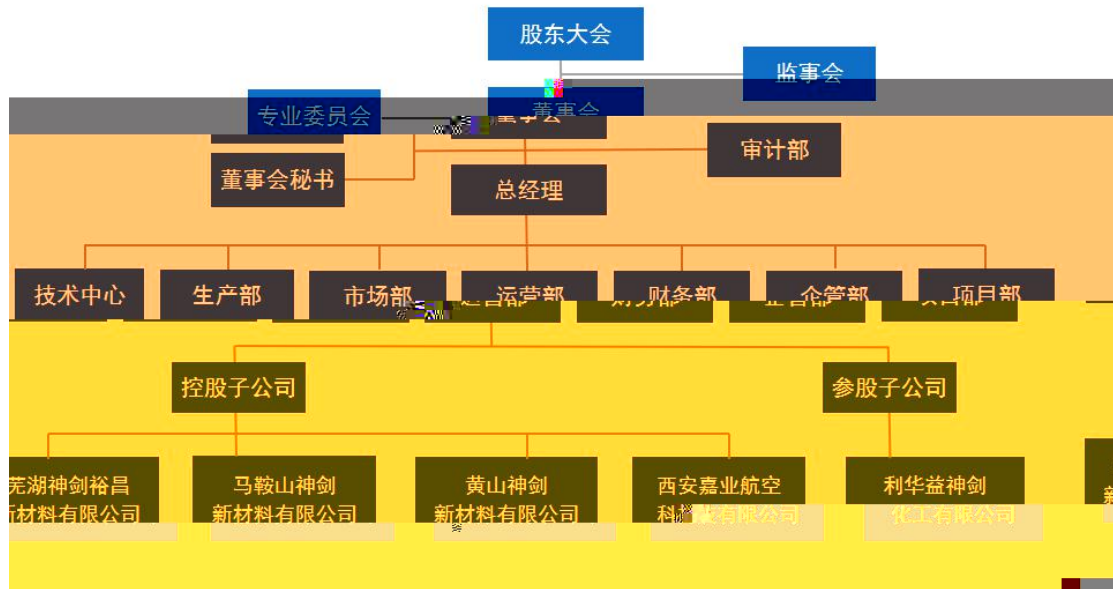 股东大会
监事会
专业委员会
董事会
审计部
董事会秘书
总经理
技术中心
生产部
市场部
运营部
财务部
企管部
项目部
控股子公司
参股子公司
芜湖神剑裕昌
新材料有限公司
马鞍山神剑
新材料有限公司
黄山神剑
新材料有限公司
西安嘉业航空
科技有限公司
利华益神剑
化工有限公司